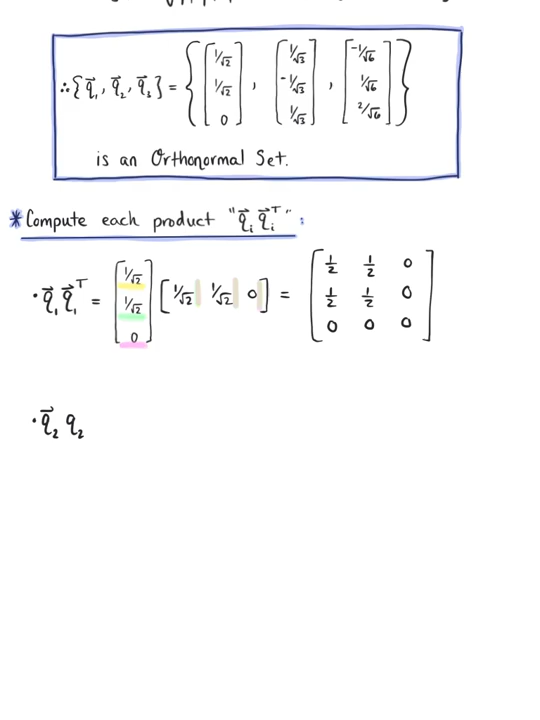 ∴ {q⃗₁, q⃗₂, q⃗₃} = { [1/√2, 1/√2, 0], [1/√3, -1/√3, 1/√3], [-1/√6, 1/√6, 2/√6] }
is an Orthonormal Set.
*Compute each product "q⃗ᵢ q⃗ᵢᵀ":
· q⃗₁ q⃗₁ᵀ = [1/√2, 1/√2, 0] [1/√2 1/√2 0] = [1/2 1/2 0, 1/2 1/2 0, 0 0 0]
· q⃗₂ q₂